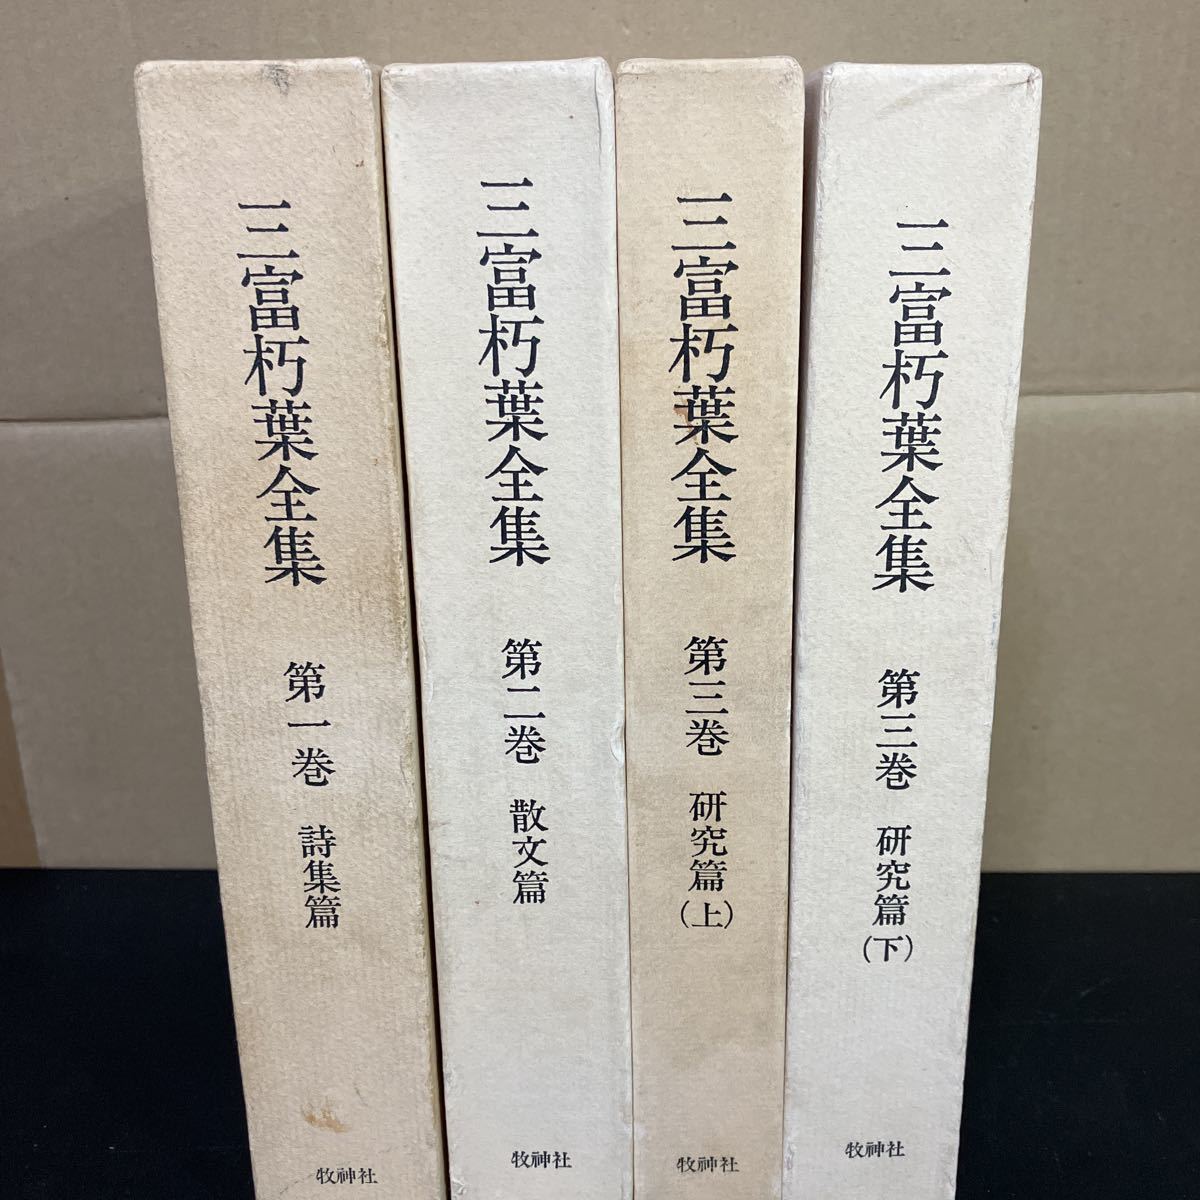 三富朽葉全集 第一巻 詩集篇
牧神社
三富朽葉全集 第二巻 散文篇
牧神社
三富朽葉全集 第三巻 研究篇(上)
牧神社
三富朽葉全集 第三巻 研究篇(下)
牧神社